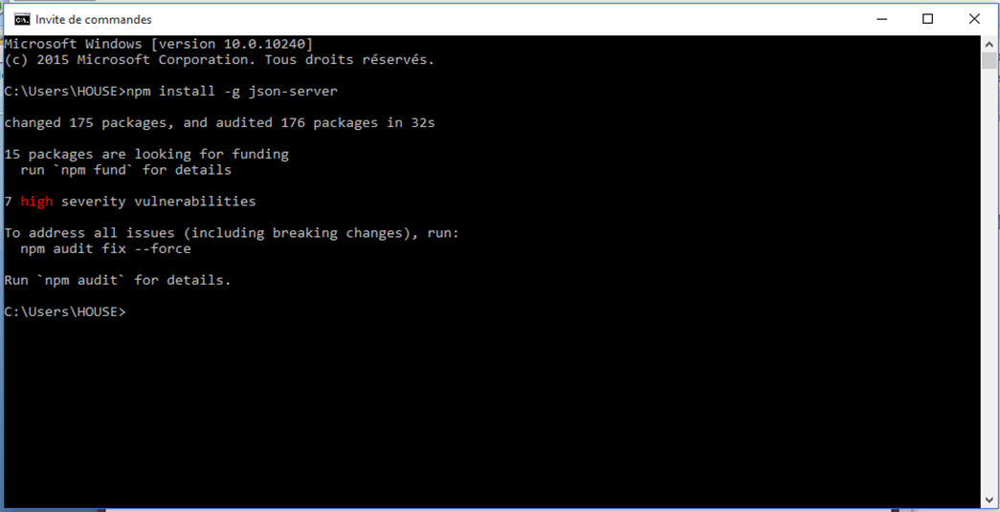 Invite de commandes
Microsoft Windows [version 10.0.10240]
(c) 2015 Microsoft Corporation. Tous droits réservés.
C:\Users\HOUSE>npm install -g json-server
changed 175 packages, and audited 176 packages in 32s
15 packages are looking for funding
run `npm fund` for details
7 high severity vulnerabilities
To address all issues (including breaking changes), run:
npm audit fix --force
Run `npm audit` for details.
C:\Users\HOUSE>